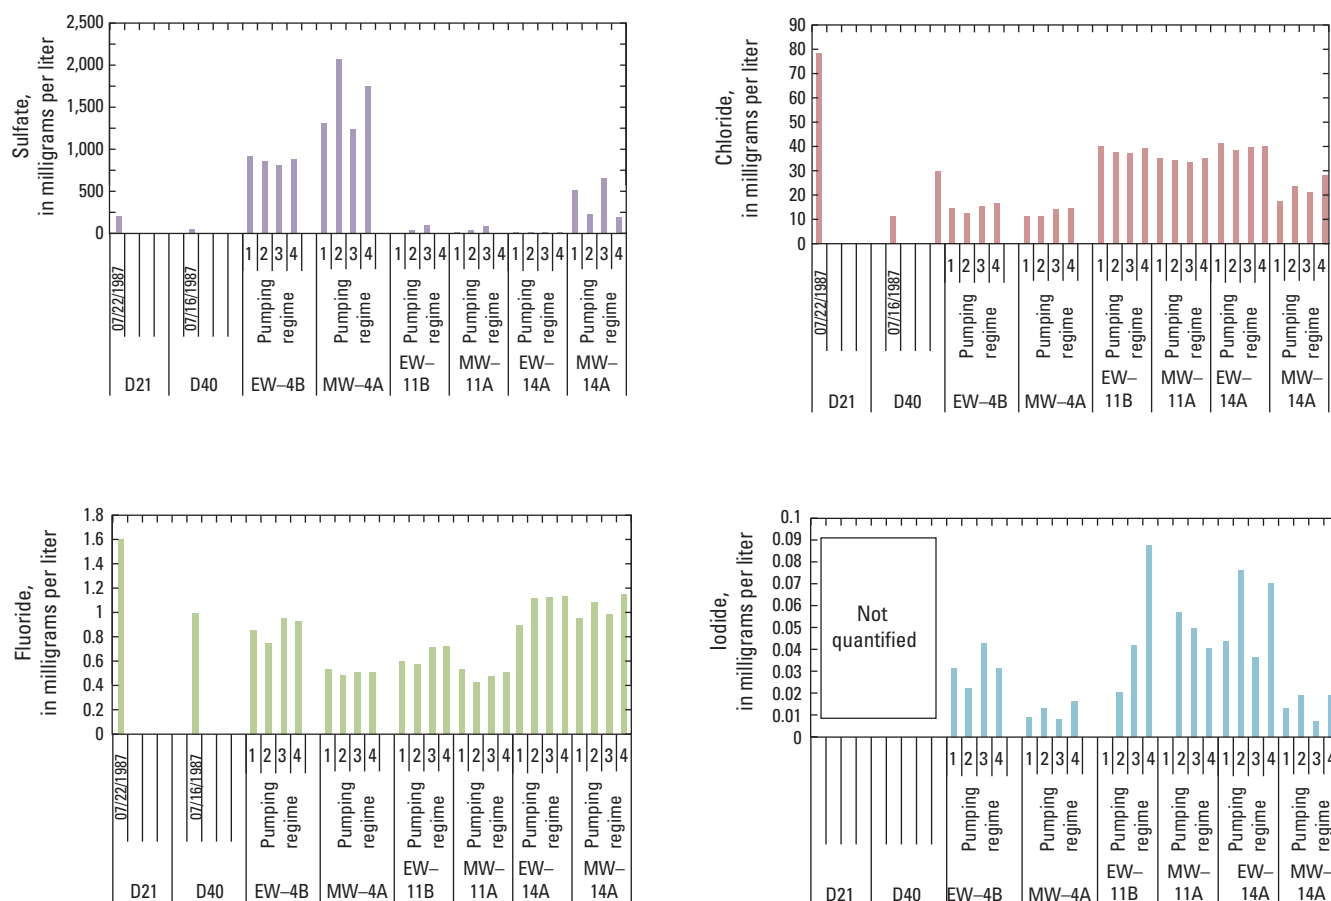 2,500
2,000
1,500
1,000
500
0
Sulfate,
in milligrams per liter
07/22/1987
07/16/1987
1 2 3 4
1 2 3 4
1 2 3 4
1 2 3 4
1 2 3 4
1 2 3 4
Pumping
regime
Pumping
regime
Pumping
regime
Pumping
regime
Pumping
regime
Pumping
regime
D21
D40
EW–4B
MW–4A
EW–
11B
MW–
11A
EW–
14A
MW–
14A
90
80
70
60
50
40
30
20
10
0
Chloride,
in milligrams per liter
07/22/1987
07/16/1987
1 2 3 4
1 2 3 4
1 2 3 4
1 2 3 4
1 2 3 4
1 2 3 4
Pumping
regime
Pumping
regime
Pumping
regime
Pumping
regime
Pumping
regime
Pumping
regime
D21
D40
EW–4B
MW–4A
EW–
11B
MW–
11A
EW–
14A
MW–
14A
1.8
1.6
1.4
1.2
1
0.8
0.6
0.4
0.2
0
Fluoride,
in milligrams per liter
07/22/1987
07/16/1987
1 2 3 4
1 2 3 4
1 2 3 4
1 2 3 4
1 2 3 4
1 2 3 4
Pumping
regime
Pumping
regime
Pumping
regime
Pumping
regime
Pumping
regime
Pumping
regime
D21
D40
EW–4B
MW–4A
EW–
11B
MW–
11A
EW–
14A
MW–
14A
0.1
0.09
0.08
0.07
0.06
0.05
0.04
0.03
0.02
0.01
0
Iodide,
in milligrams per liter
Not
quantified
1 2 3 4
1 2 3 4
1 2 3 4
1 2 3 4
1 2 3 4
1 2 3 4
Pumping
regime
Pumping
regime
Pumping
regime
Pumping
regime
Pumping
regime
Pumping
regime
D21
D40
EW–4B
MW–4A
EW–
11B
MW–
11A
EW–
14A
MW–
14A